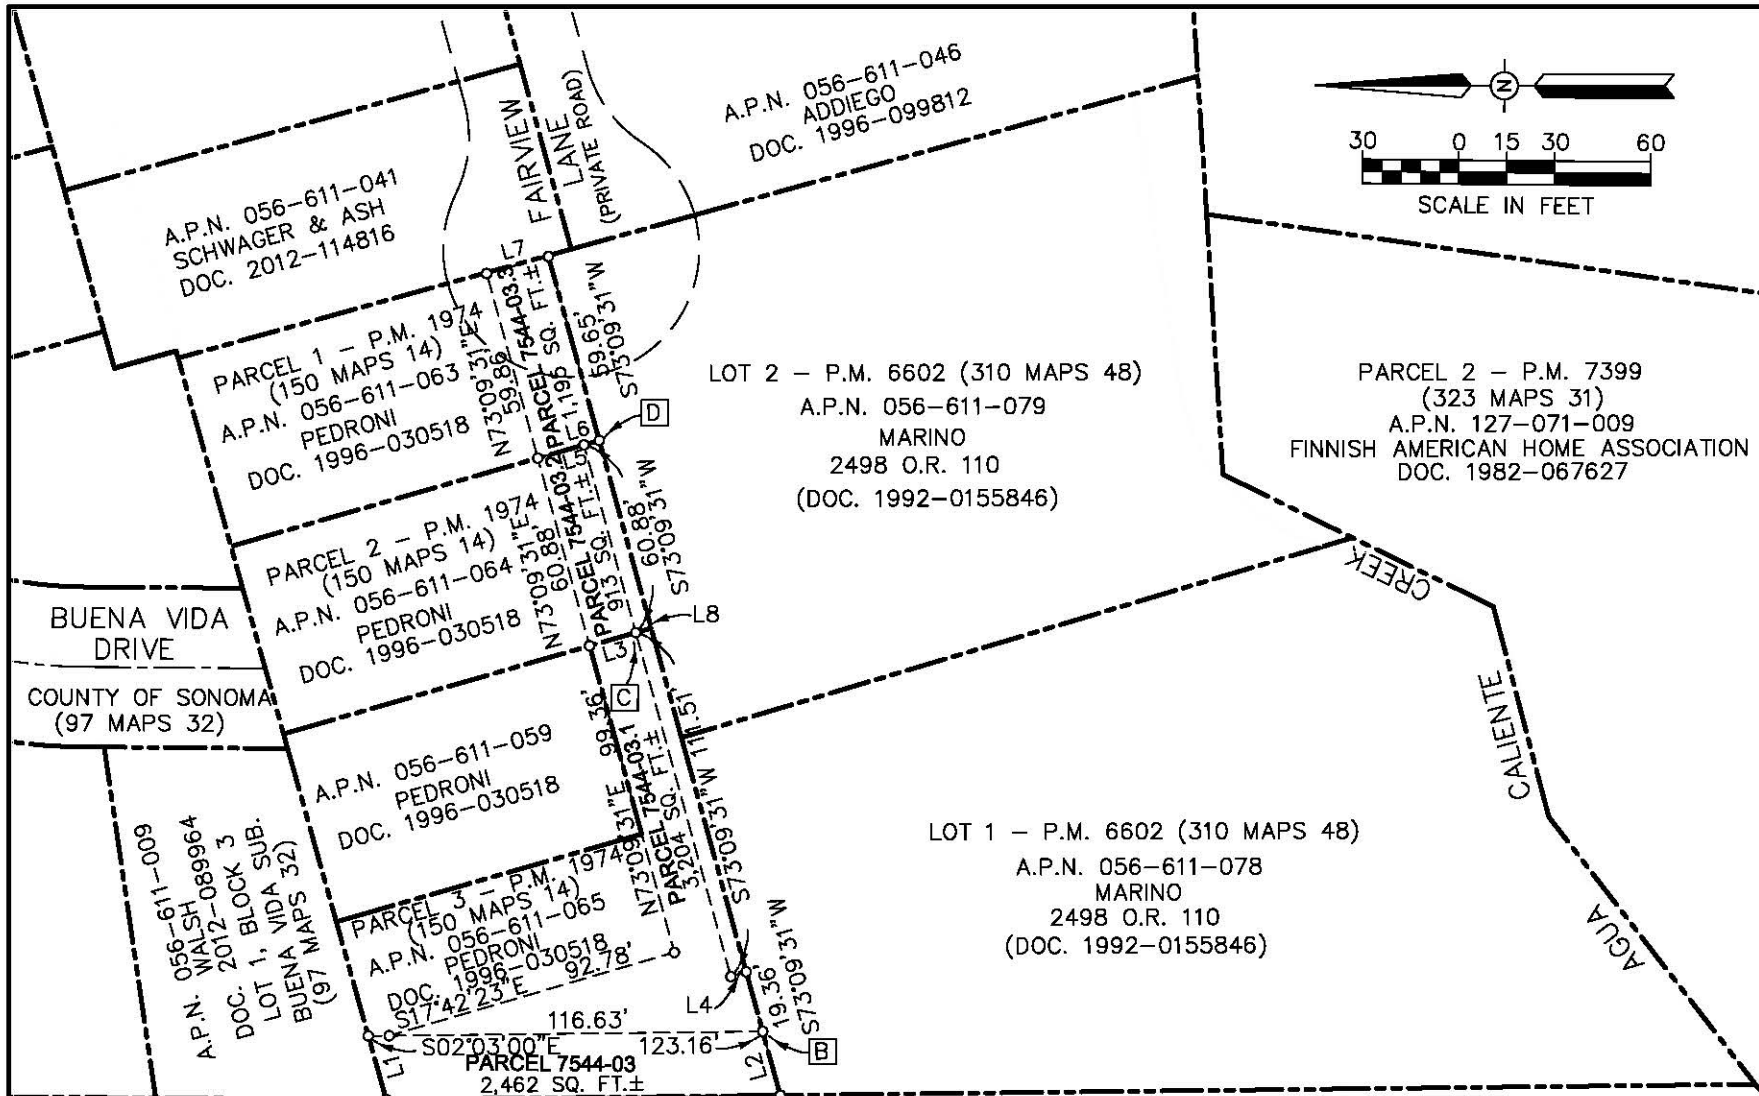 A.P.N. 056-611-046
ADDIEGO
DOC. 1996-099812
FAIRVIEW
LANE
(PRIVATE ROAD)
N
30 0 15 30 60
SCALE IN FEET
A.P.N. 056-611-041
SCHWAGER & ASH
DOC. 2012-114816
L7
PARCEL 1 - P.M. 1974
(150 MAPS 14)
A.P.N. 056-611-063
PEDRONI
DOC. 1996-030518
N73°09'31"E
59.86'
PARCEL 7544-03.3
1,195 SQ. FT.±
59.65'
S73°09'31"W
D
L6
L5
LOT 2 - P.M. 6602 (310 MAPS 48)
A.P.N. 056-611-079
MARINO
2498 O.R. 110
(DOC. 1992-0155846)
PARCEL 2 - P.M. 7399
(323 MAPS 31)
A.P.N. 127-071-009
FINNISH AMERICAN HOME ASSOCIATION
DOC. 1982-067627
PARCEL 2 - P.M. 1974
(150 MAPS 14)
A.P.N. 056-611-064
PEDRONI
DOC. 1996-030518
N73°09'31"E
60.88'
PARCEL 7544-03.2
913 SQ. FT.±
60.88'
S73°09'31"W
L8
L3
C
BUENA VIDA
DRIVE
COUNTY OF SONOMA
(97 MAPS 32)
A.P.N. 056-611-059
PEDRONI
DOC. 1996-030518
N73°09'31"E 99.36'
PARCEL 7544-03.1
3,204 SQ. FT.±
S73°09'31"W 111.51'
CREEK
CALIENTE
AGUA
LOT 1 - P.M. 6602 (310 MAPS 48)
A.P.N. 056-611-078
MARINO
2498 O.R. 110
(DOC. 1992-0155846)
A.P.N. 056-611-009
WALSH
DOC. 2012-089964
LOT 1, BLOCK 3
BUENA VIDA SUB.
(97 MAPS 32)
PARCEL 3 - P.M. 1974
(150 MAPS 14)
A.P.N. 056-611-065
PEDRONI
DOC. 1996-030518
S17°42'23"E 92.78'
L4
19.36'
S73°09'31"W
B
116.63'
S02°03'00"E 123.16'
L1
L2
PARCEL 7544-03
2,462 SQ. FT.±